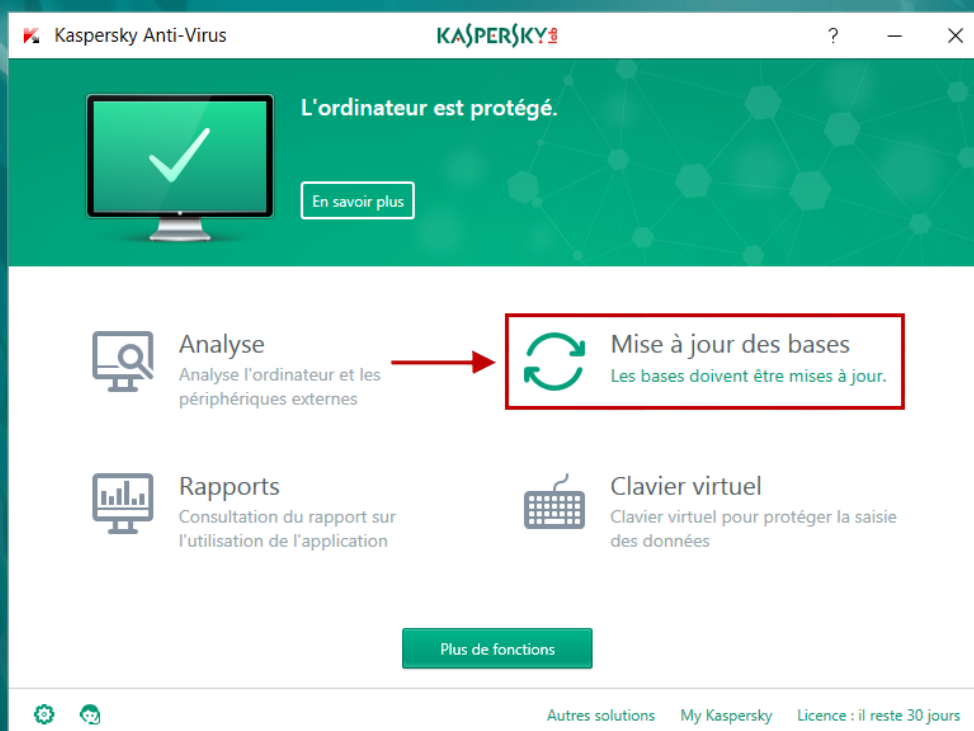 Kaspersky Anti-Virus
KASPERSKY lab
?
L'ordinateur est protégé.
En savoir plus
Analyse
Analyse l'ordinateur et les
périphériques externes
Mise à jour des bases
Les bases doivent être mises à jour.
Rapports
Consultation du rapport sur
l'utilisation de l'application
Clavier virtuel
Clavier virtuel pour protéger la saisie
des données
Plus de fonctions
Autres solutions
My Kaspersky
Licence : il reste 30 jours